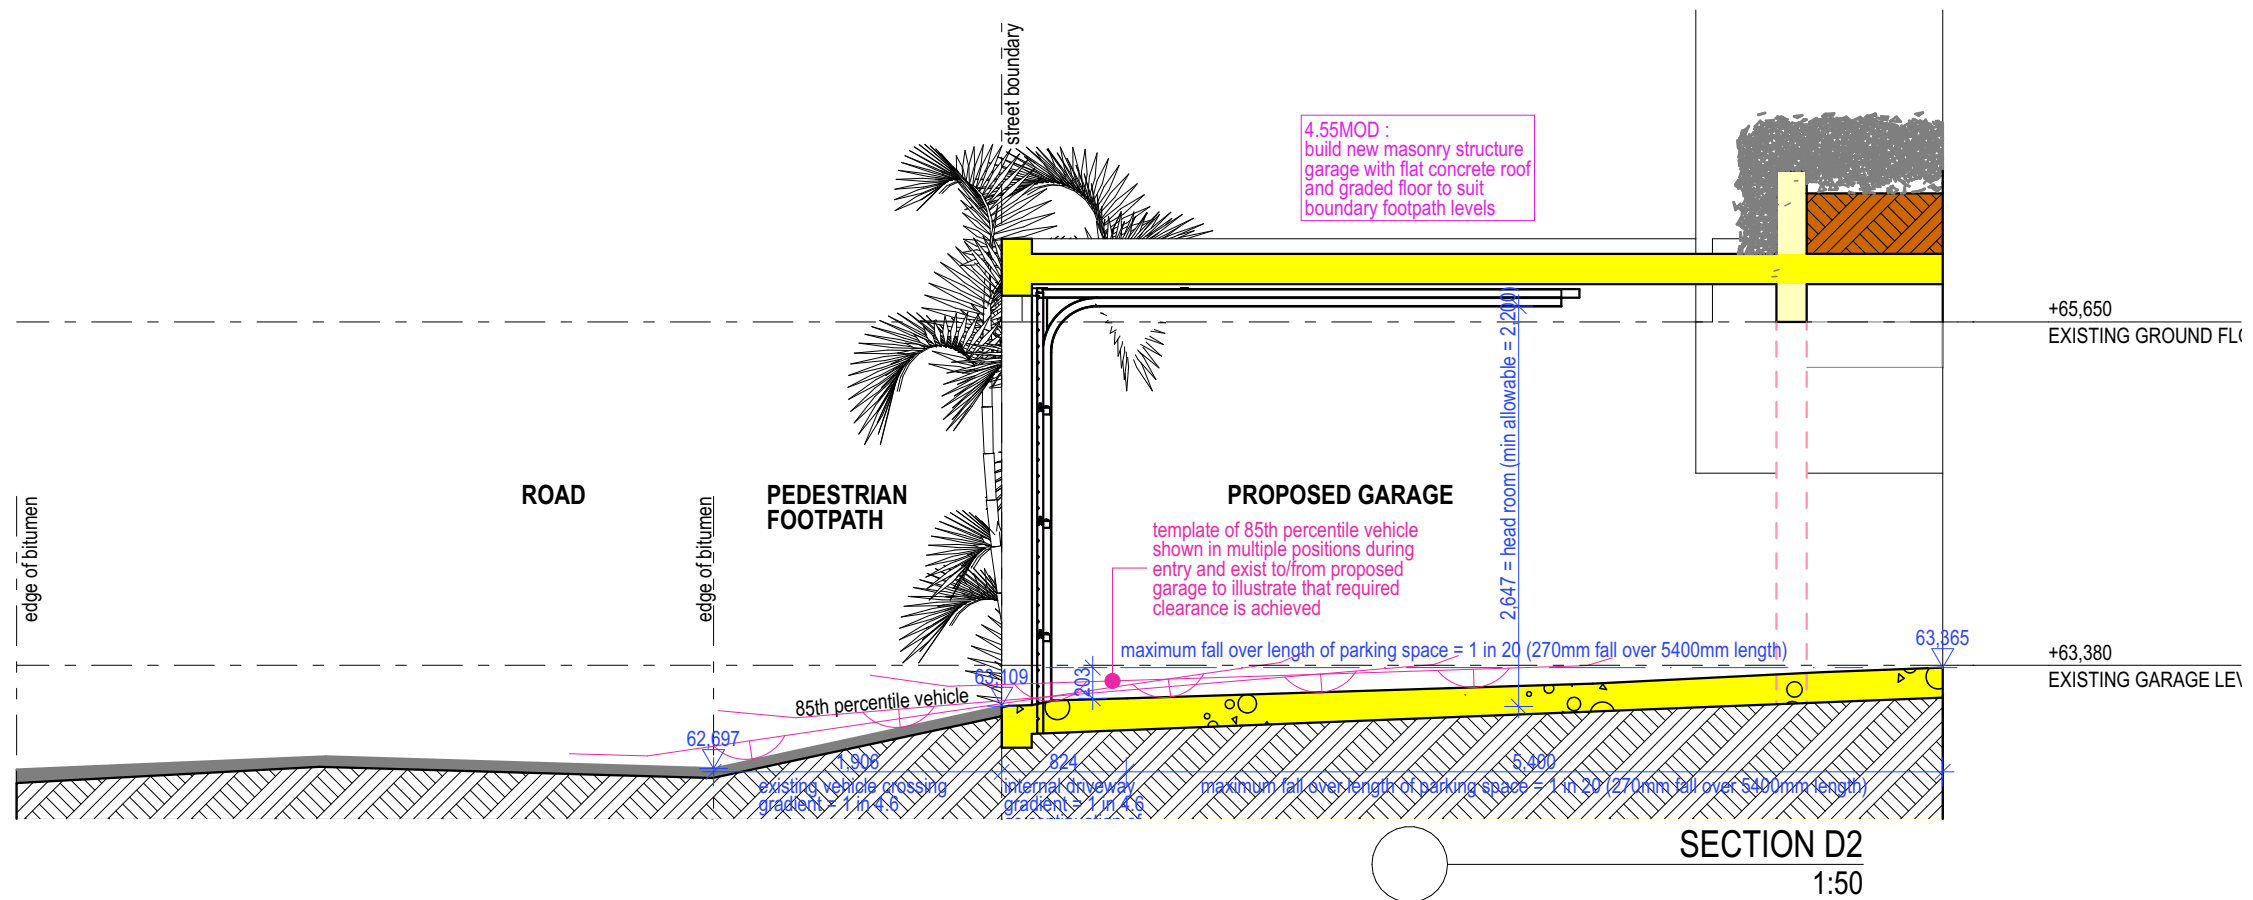 street boundary
4.55MOD :
build new masonry structure
garage with flat concrete roof
and graded floor to suit
boundary footpath levels
+65,650
EXISTING GROUND FLO
2,647 = head room (min allowable = 2,200)
ROAD
PEDESTRIAN
FOOTPATH
PROPOSED GARAGE
edge of bitumen
edge of bitumen
template of 85th percentile vehicle
shown in multiple positions during
entry and exist to/from proposed
garage to illustrate that required
clearance is achieved
maximum fall over length of parking space = 1 in 20 (270mm fall over 5400mm length)
63,365
+63,380
EXISTING GARAGE LEV
63,109
203
85th percentile vehicle
62,697
1,906
824
5,400
existing vehicle crossing
gradient = 1 in 4.6
internal driveway
gradient = 1 in 4.6
maximum fall over length of parking space = 1 in 20 (270mm fall over 5400mm length)
SECTION D2
1:50